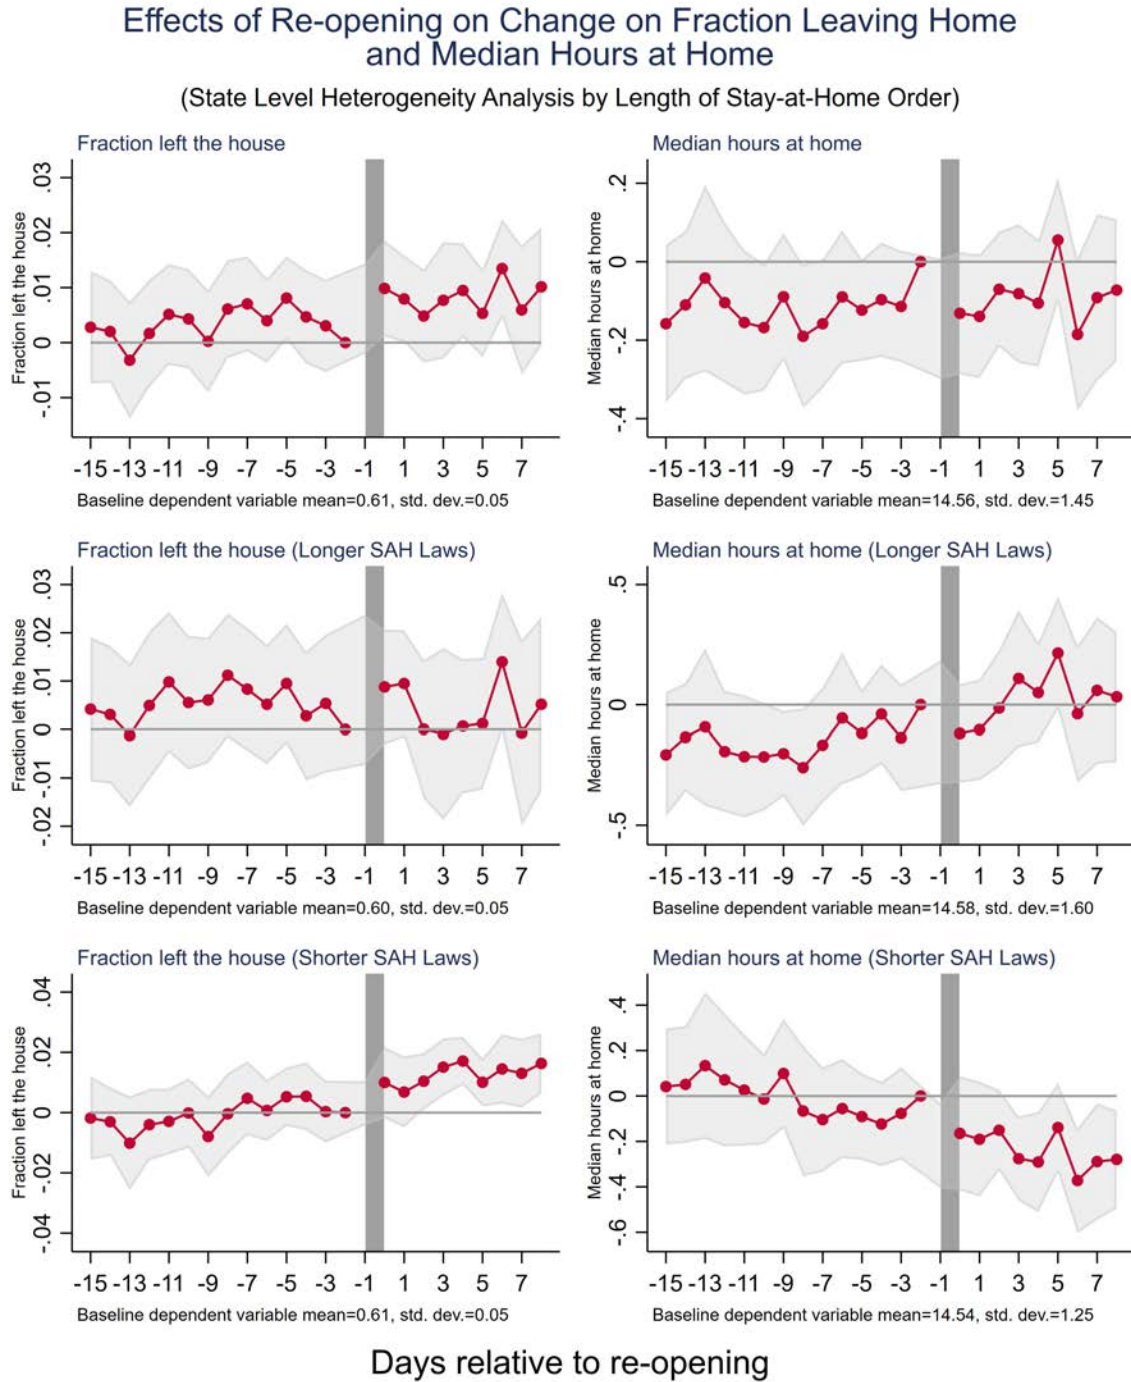 Effects of Re-opening on Change on Fraction Leaving Home
and Median Hours at Home
(State Level Heterogeneity Analysis by Length of Stay-at-Home Order)
Fraction left the house
Fraction left the house
.03
.02
.01
0
-.01
-15 -13 -11 -9 -7 -5 -3 -1 1 3 5 7
Baseline dependent variable mean=0.61, std. dev.=0.05
Median hours at home
Median hours at home
.2
0
-.2
-.4
-15 -13 -11 -9 -7 -5 -3 -1 1 3 5 7
Baseline dependent variable mean=14.56, std. dev.=1.45
Fraction left the house (Longer SAH Laws)
Fraction left the house
.03
.02
.01
0
-.01
-.02
-15 -13 -11 -9 -7 -5 -3 -1 1 3 5 7
Baseline dependent variable mean=0.60, std. dev.=0.05
Median hours at home (Longer SAH Laws)
Median hours at home
.5
0
-.5
-15 -13 -11 -9 -7 -5 -3 -1 1 3 5 7
Baseline dependent variable mean=14.58, std. dev.=1.60
Fraction left the house (Shorter SAH Laws)
Fraction left the house
.04
.02
0
-.02
-.04
-15 -13 -11 -9 -7 -5 -3 -1 1 3 5 7
Baseline dependent variable mean=0.61, std. dev.=0.05
Median hours at home (Shorter SAH Laws)
Median hours at home
.4
.2
0
-.2
-.4
-.6
-15 -13 -11 -9 -7 -5 -3 -1 1 3 5 7
Baseline dependent variable mean=14.54, std. dev.=1.25
Days relative to re-opening